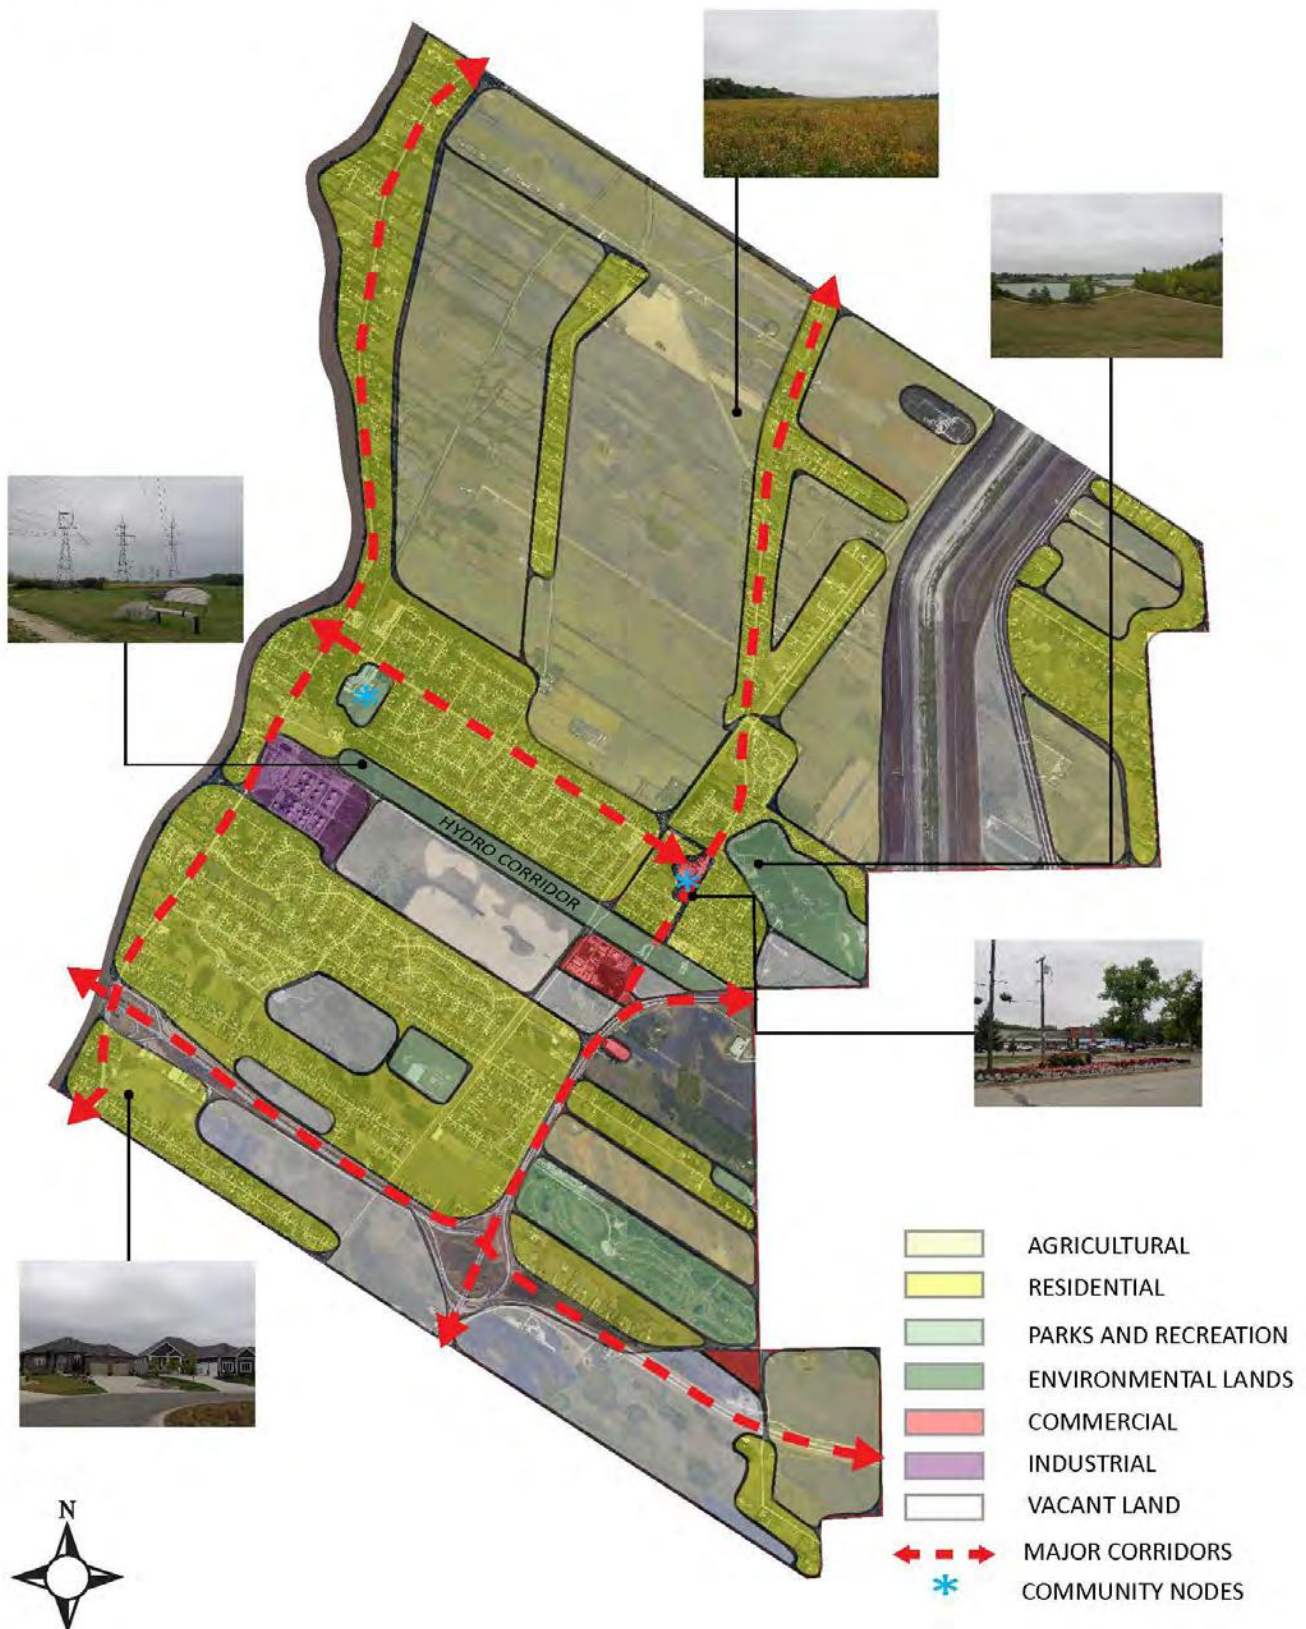 HYDRO CORRIDOR
AGRICULTURAL
RESIDENTIAL
PARKS AND RECREATION
ENVIRONMENTAL LANDS
COMMERCIAL
INDUSTRIAL
VACANT LAND
MAJOR CORRIDORS
COMMUNITY NODES
N